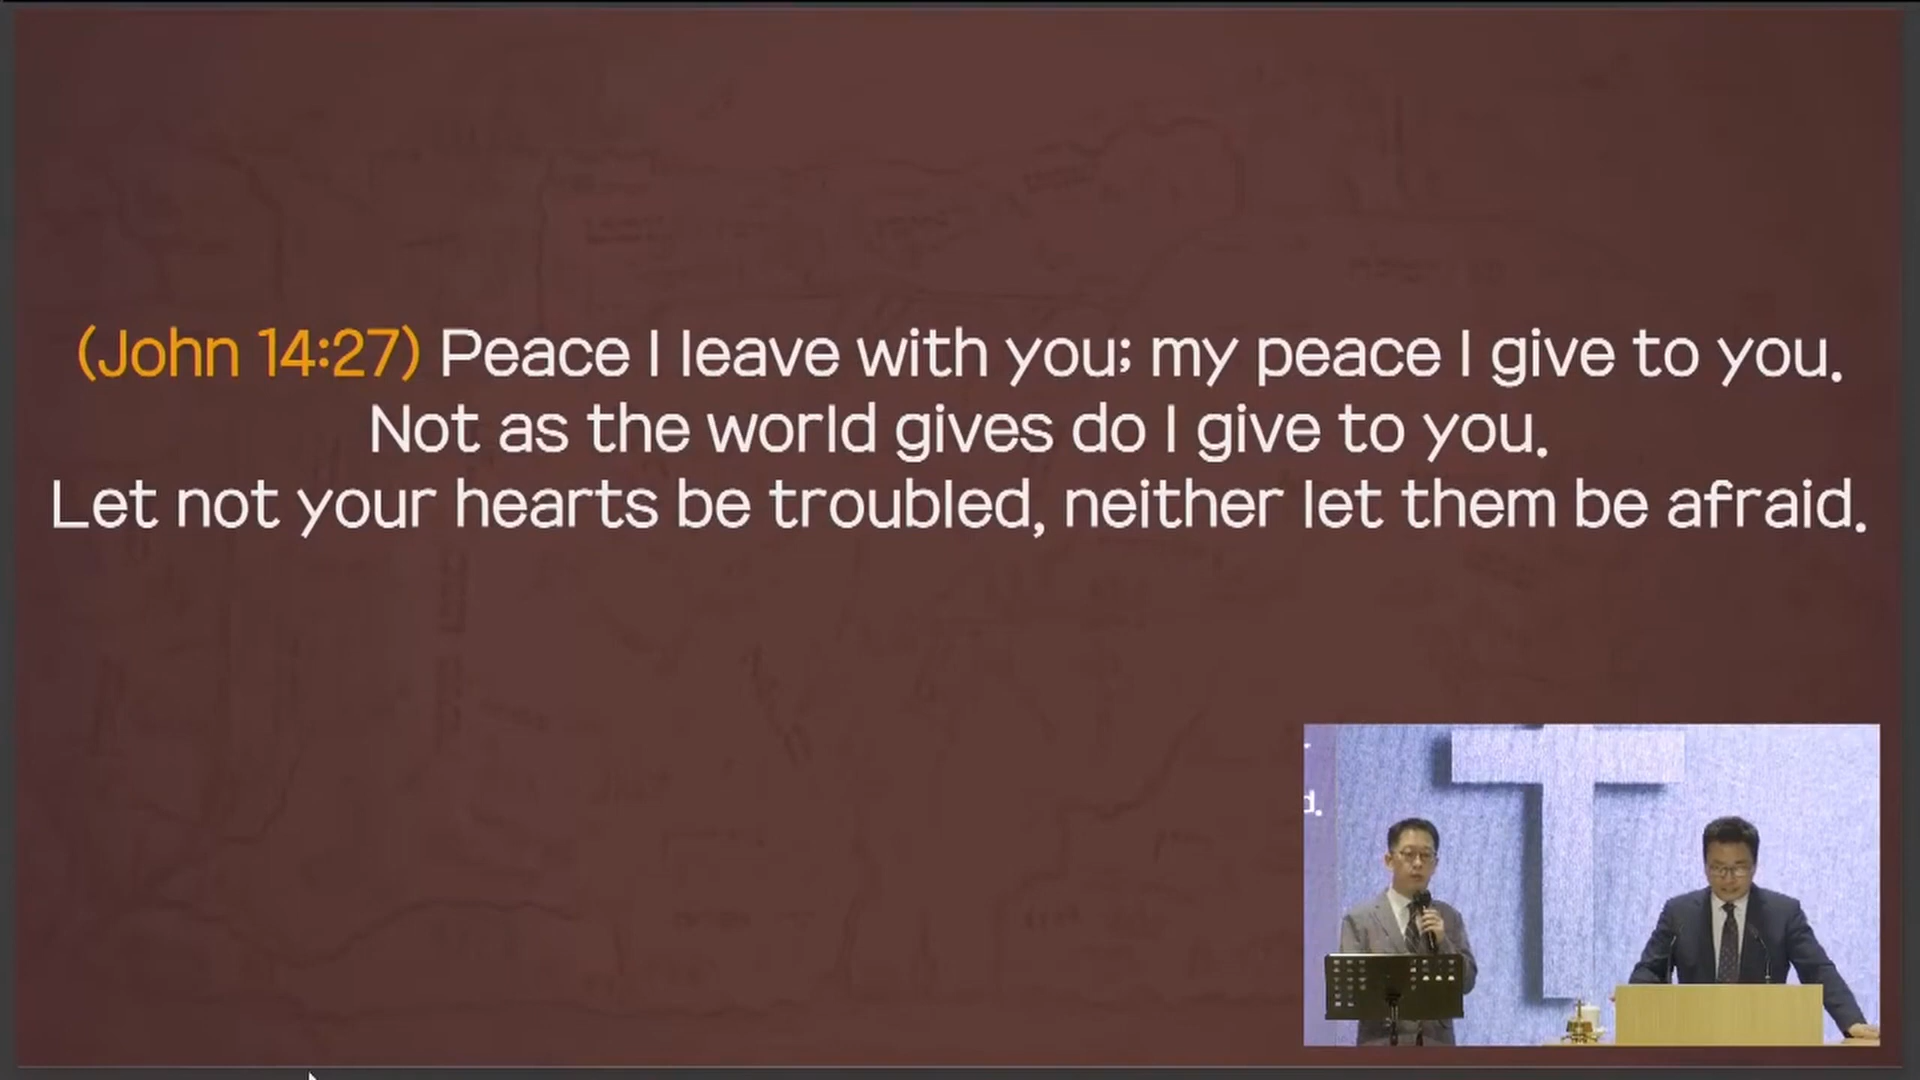 (John 14:27) Peace I leave with you; my peace I give to you.
Not as the world gives do I give to you.
Let not your hearts be troubled, neither let them be afraid.
d.